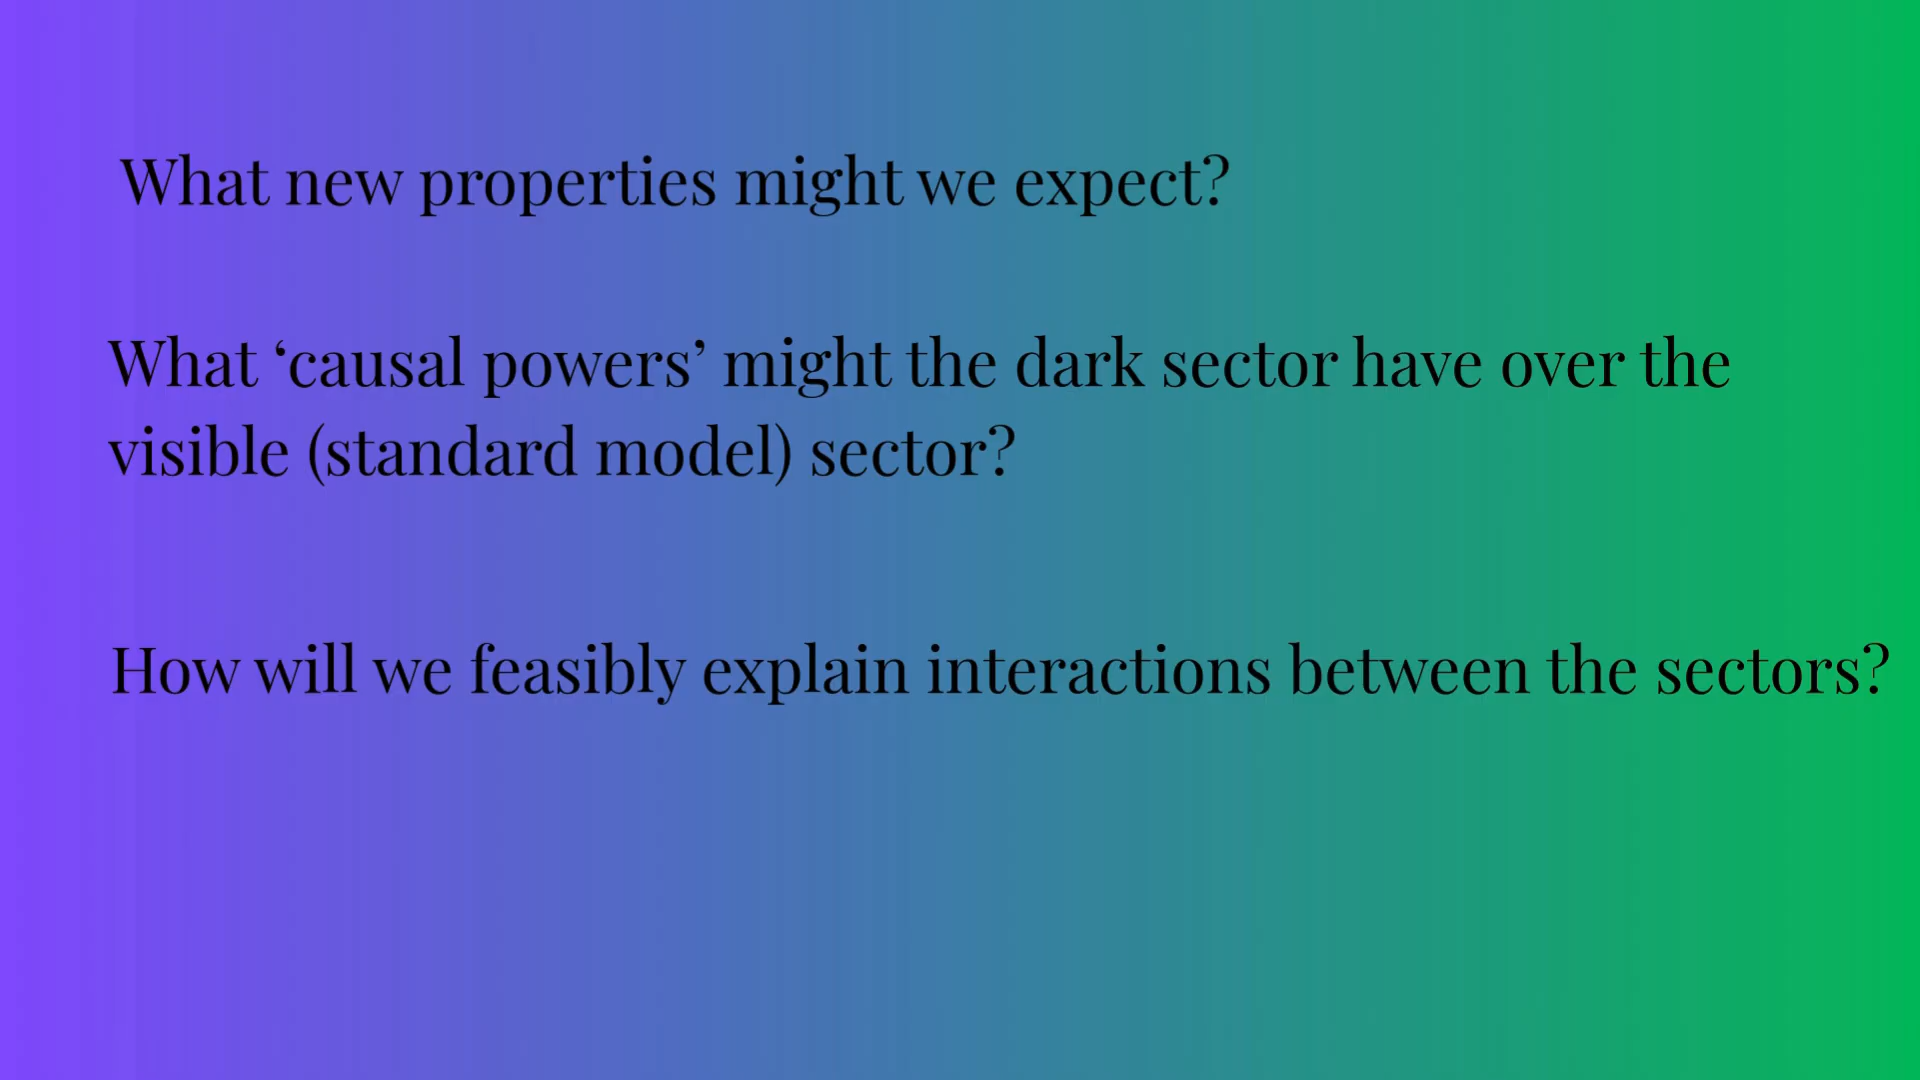 What new properties might we expect?
What ‘causal powers’ might the dark sector have over the
visible (standard model) sector?
How will we feasibly explain interactions between the sectors?